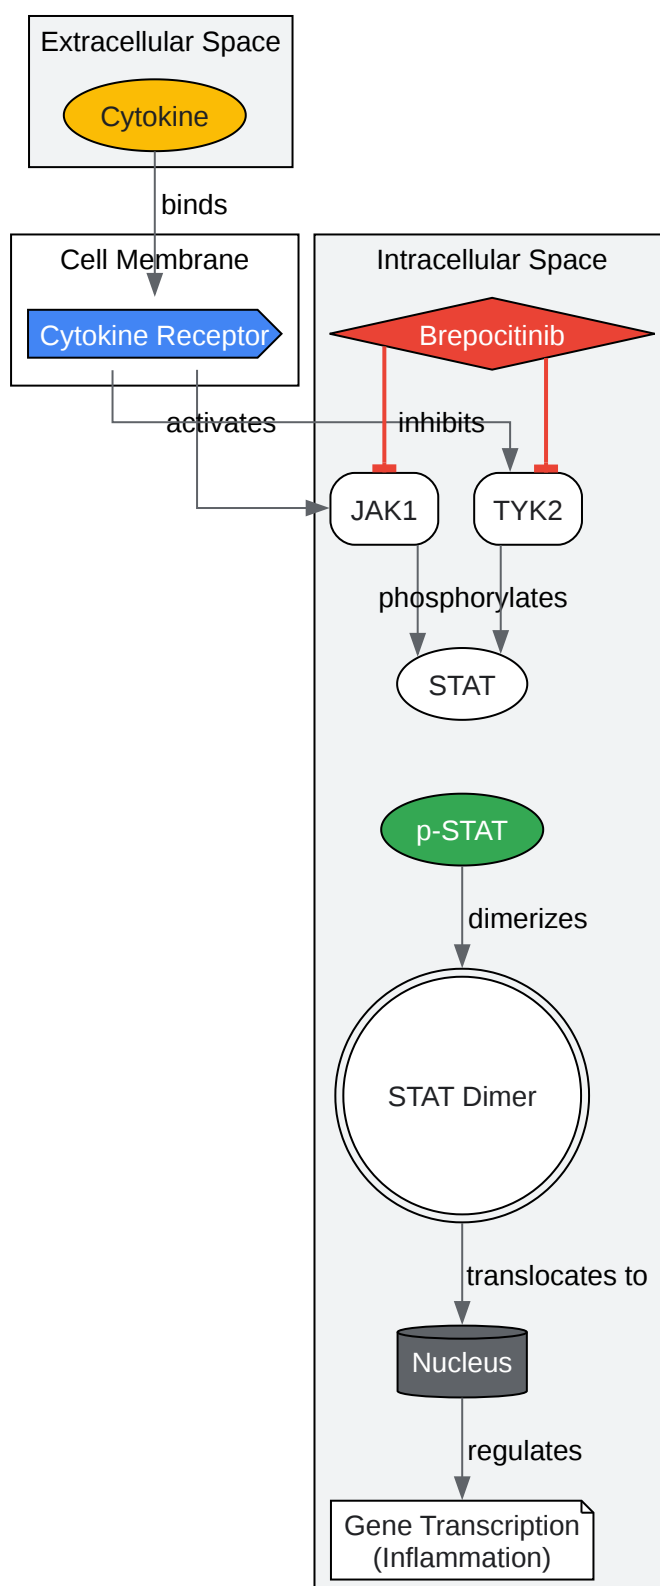 Extracellular Space
Cytokine
binds
Cell Membrane
Cytokine Receptor
Intracellular Space
Brepocitinib
activates
inhibits
JAK1
TYK2
phosphorylates
STAT
p-STAT
dimerizes
STAT Dimer
translocates to
Nucleus
regulates
Gene Transcription
(Inflammation)